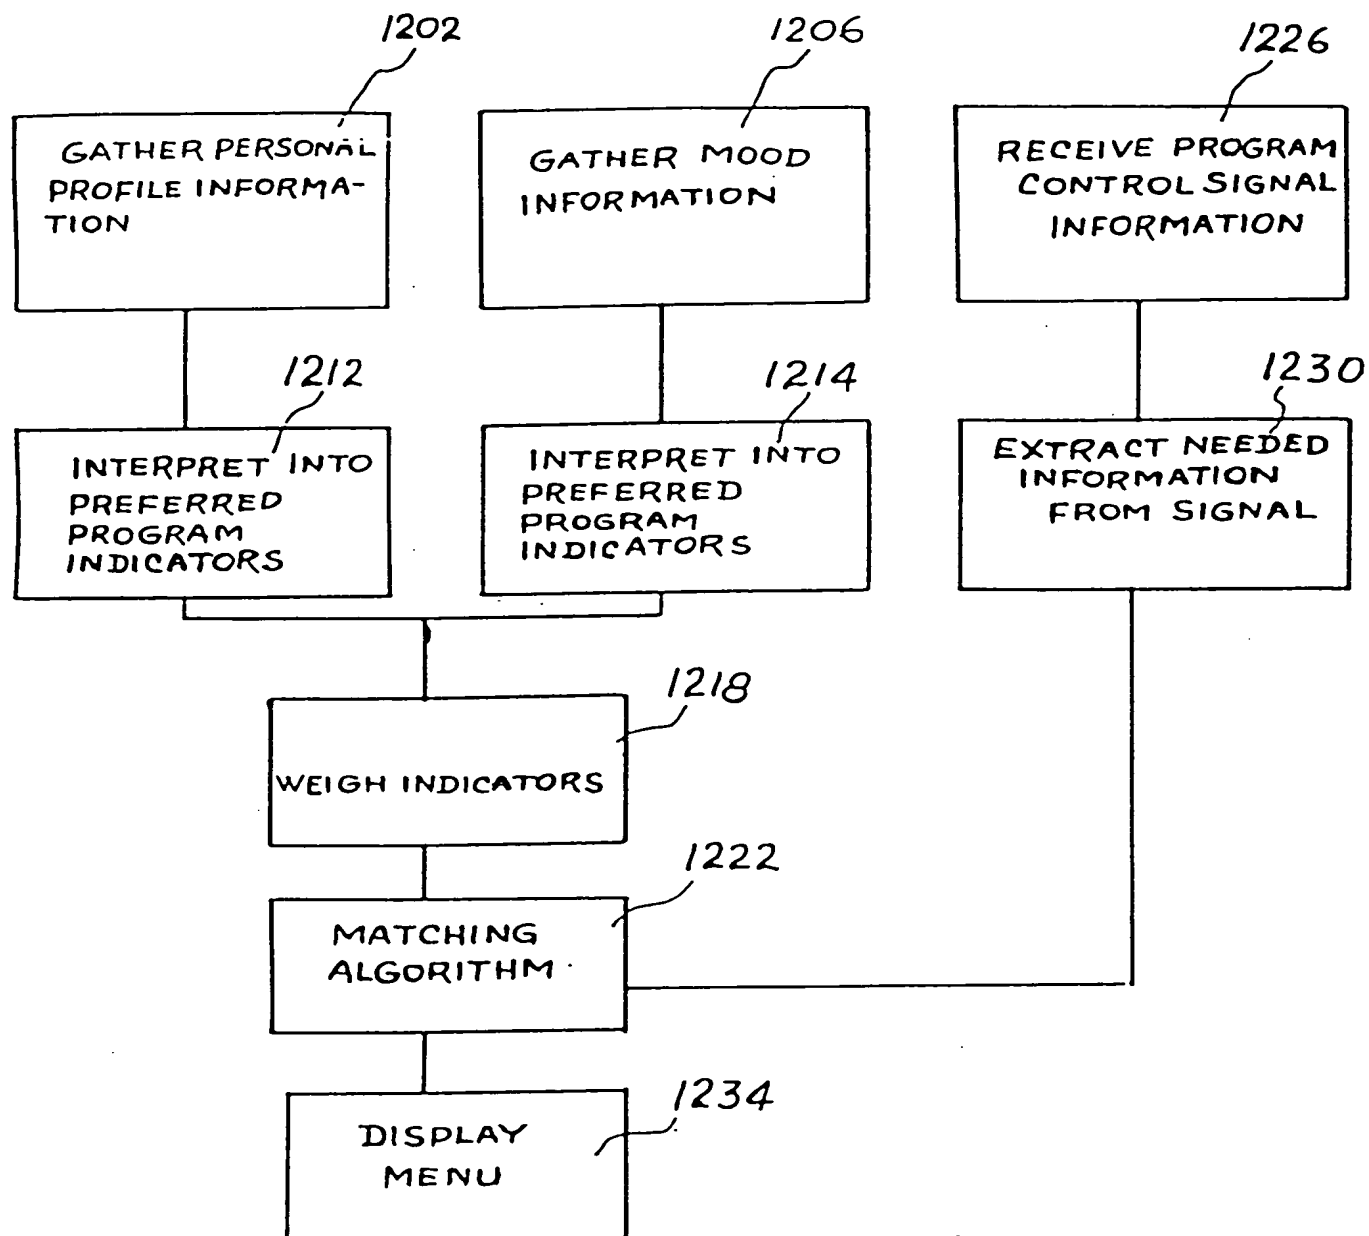 1202
GATHER PERSONAL
PROFILE INFORMA-
TION
1206
GATHER MOOD
INFORMATION
1226
RECEIVE PROGRAM
CONTROL SIGNAL
INFORMATION
1212
INTERPRET INTO
PREFERRED
PROGRAM
INDICATORS
1214
INTERPRET INTO
PREFERRED
PROGRAM
INDICATORS
1230
EXTRACT NEEDED
INFORMATION
FROM SIGNAL
1218
WEIGH INDICATORS
1222
MATCHING
ALGORITHM
1234
DISPLAY
MENU